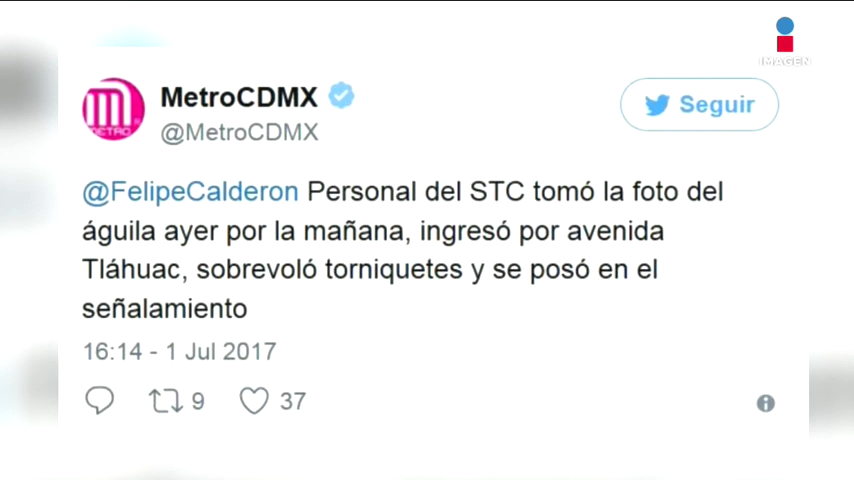 IMAGEN
MetroCDMX
@MetroCDMX
METRO
Seguir
@FelipeCalderon Personal del STC tomó la foto del
águila ayer por la mañana, ingresó por avenida
Tláhuac, sobrevoló torniquetes y se posó en el
señalamiento
16:14 - 1 Jul 2017
9
37